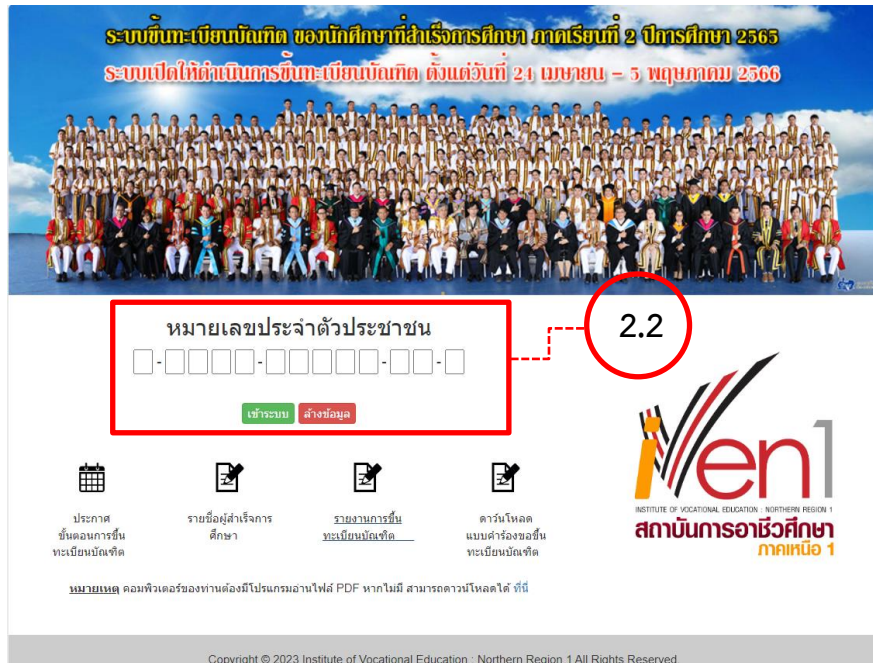 ระบบขึ้นทะเบียนบัณฑิต ของนักศึกษาที่สำเร็จการศึกษา ภาคเรียนที่ 2 ปีการศึกษา 2565
ระบบเปิดให้ดำเนินการขึ้นทะเบียนบัณฑิต ตั้งแต่วันที่ 24 เมษายน – 5 พฤษภาคม 2566
หมายเลขประจำตัวประชาชน
- - - -
2.2
เข้าระบบ ล้างข้อมูล
ประกาศ
ขั้นตอนการขึ้น
ทะเบียนบัณฑิต
รายชื่อผู้สำเร็จการ
ศึกษา
รายงานการขึ้น
ทะเบียนบัณฑิต
ดาว์นโหลด
แบบคำร้องขอขึ้น
ทะเบียนบัณฑิต
iven1
INSTITUTE OF VOCATIONAL EDUCATION : NORTHERN REGION 1
สถาบันการอาชีวศึกษา
ภาคเหนือ 1
หมายเหตุ คอมพิวเตอร์ของท่านต้องมีโปรแกรมอ่านไฟล์ PDF หากไม่มี สามารถดาวน์โหลดได้ ที่นี่
Copyright © 2023 Institute of Vocational Education : Northern Region 1 All Rights Reserved.